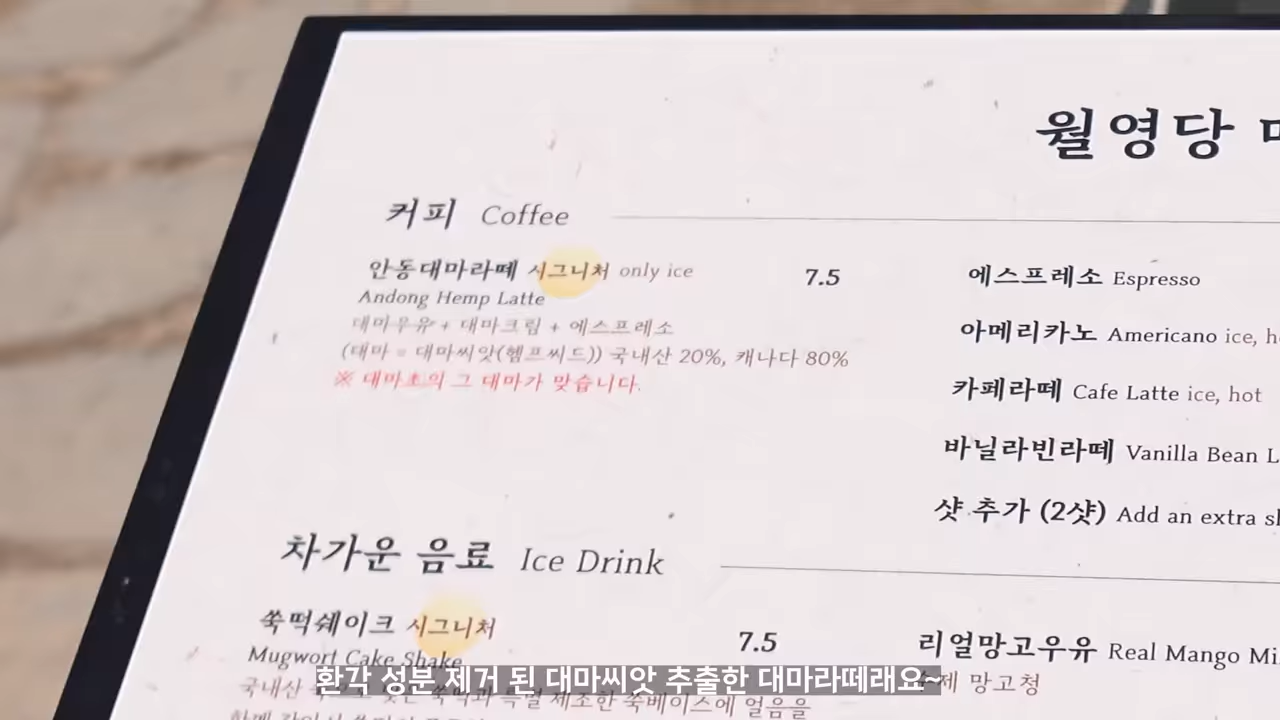 월영당
커피 Coffee
안동대마라떼 시그니처 only ice 7.5
Andong Hemp Latte
대마우유 + 대마크림 + 에스프레소
(대마 = 대마씨앗(헴프씨드)) 국내산 20%, 캐나다 80%
※ 대마초의 그 대마가 맞습니다.
에스프레소 Espresso
아메리카노 Americano ice,
카페라떼 Cafe Latte ice, hot
바닐라빈라떼 Vanilla Bean
샷 추가 (2샷) Add an extra
차가운 음료 Ice Drink
쑥떡쉐이크 시그니처 7.5
Mugwort Cake Shake
국내산
리얼망고우유 Real Mango
망고청
환각 성분 제거 된 대마씨앗 추출한 대마라떼래요~